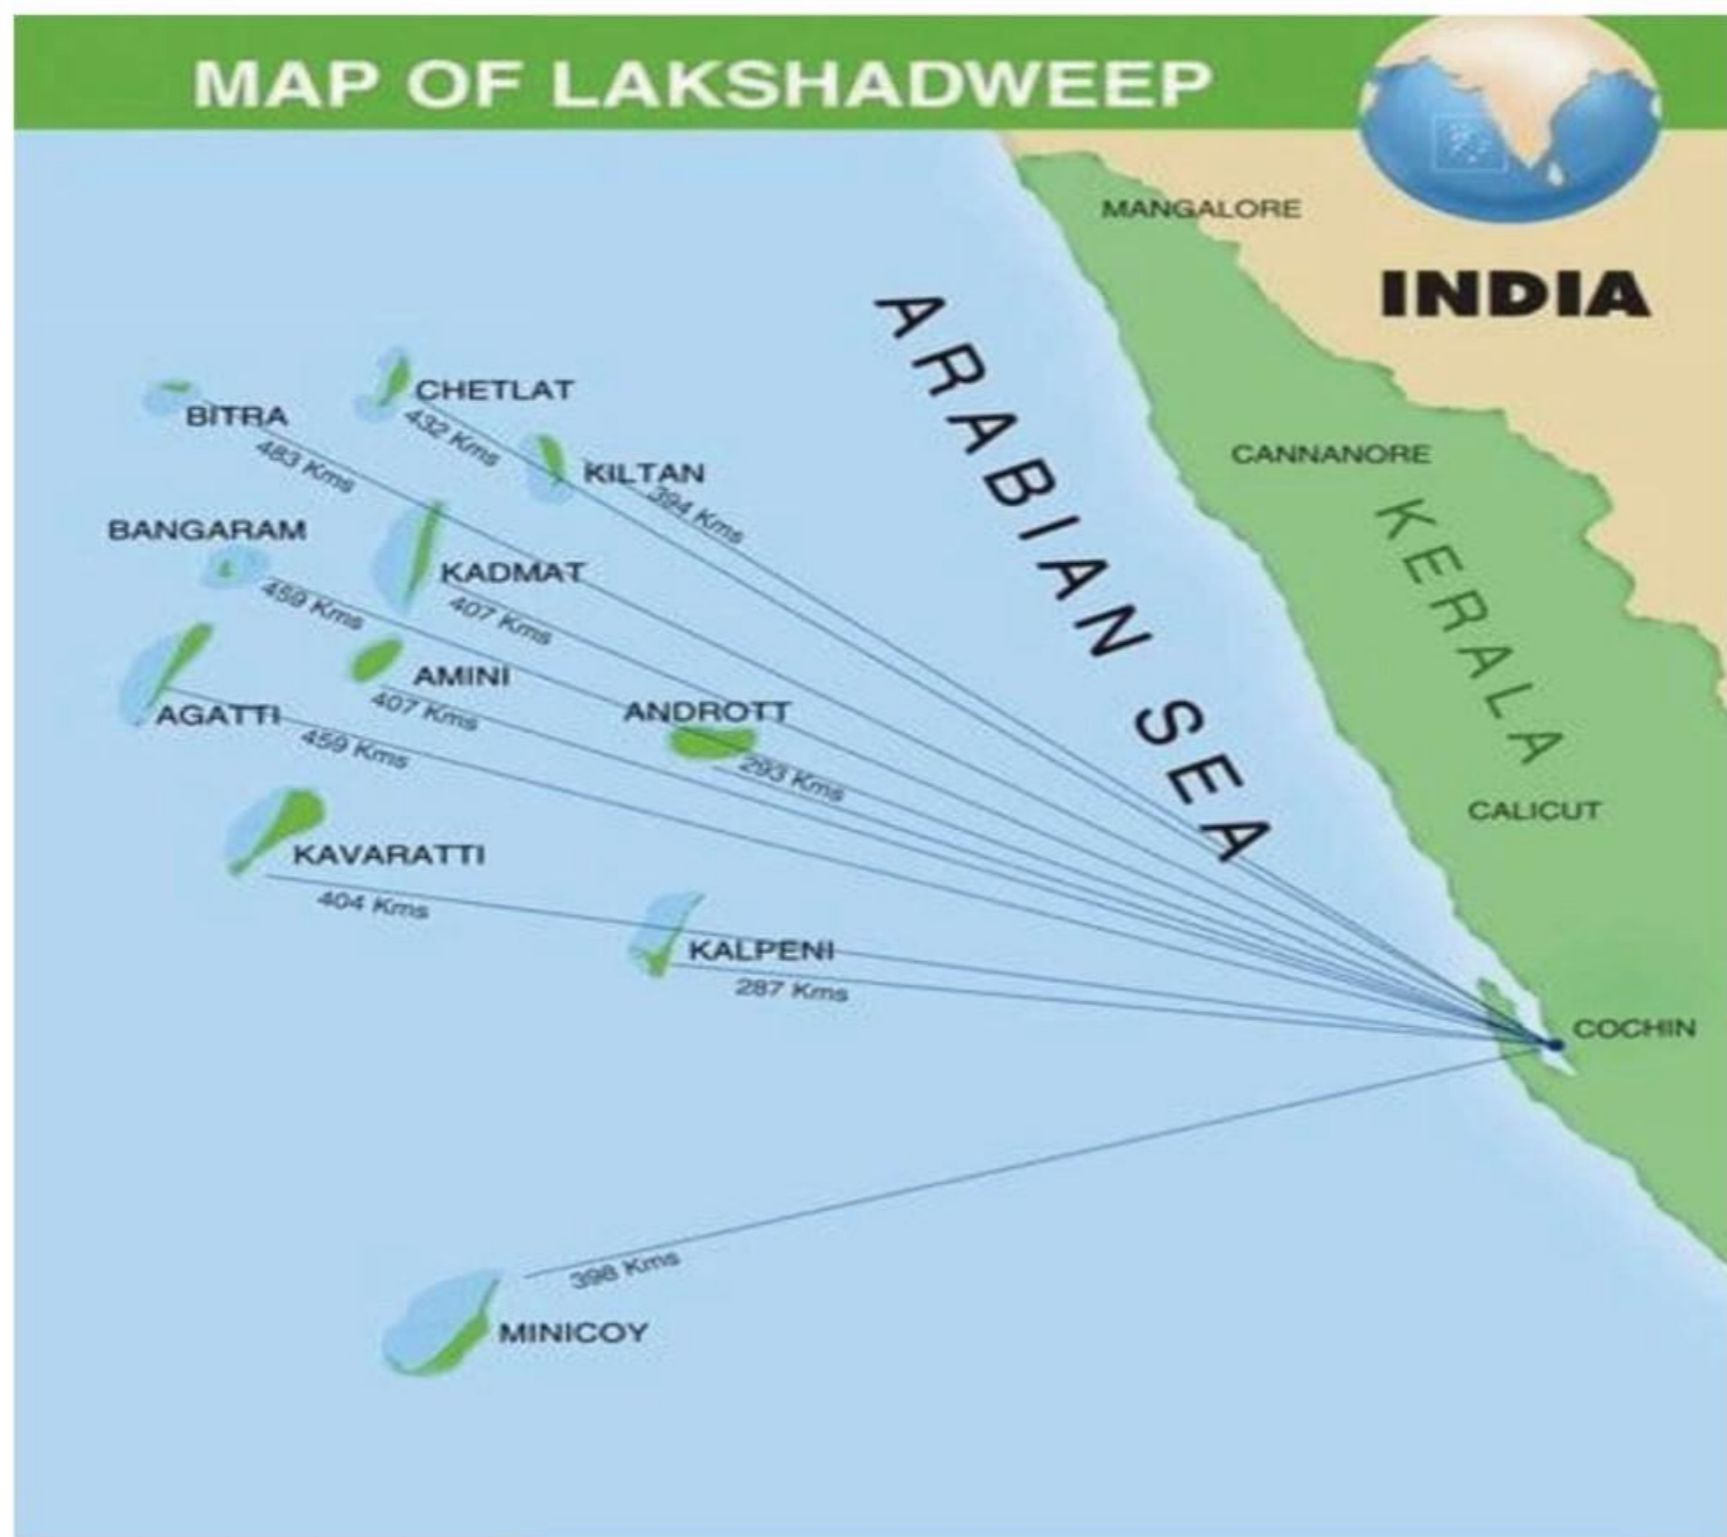 MAP OF LAKSHADWEEP
MANGALORE
INDIA
ARABIAN SEA
CHETLAT
432 Kms
BITRA
483 Kms
KILTAN
394 Kms
CANNANORE
KERALA
BANGARAM
459 Kms
KADMAT
407 Kms
AMINI
407 Kms
AGATTI
459 Kms
ANDROTT
293 Kms
CALICUT
KAVARATTI
404 Kms
KALPENI
287 Kms
COCHIN
398 Kms
MINICOY